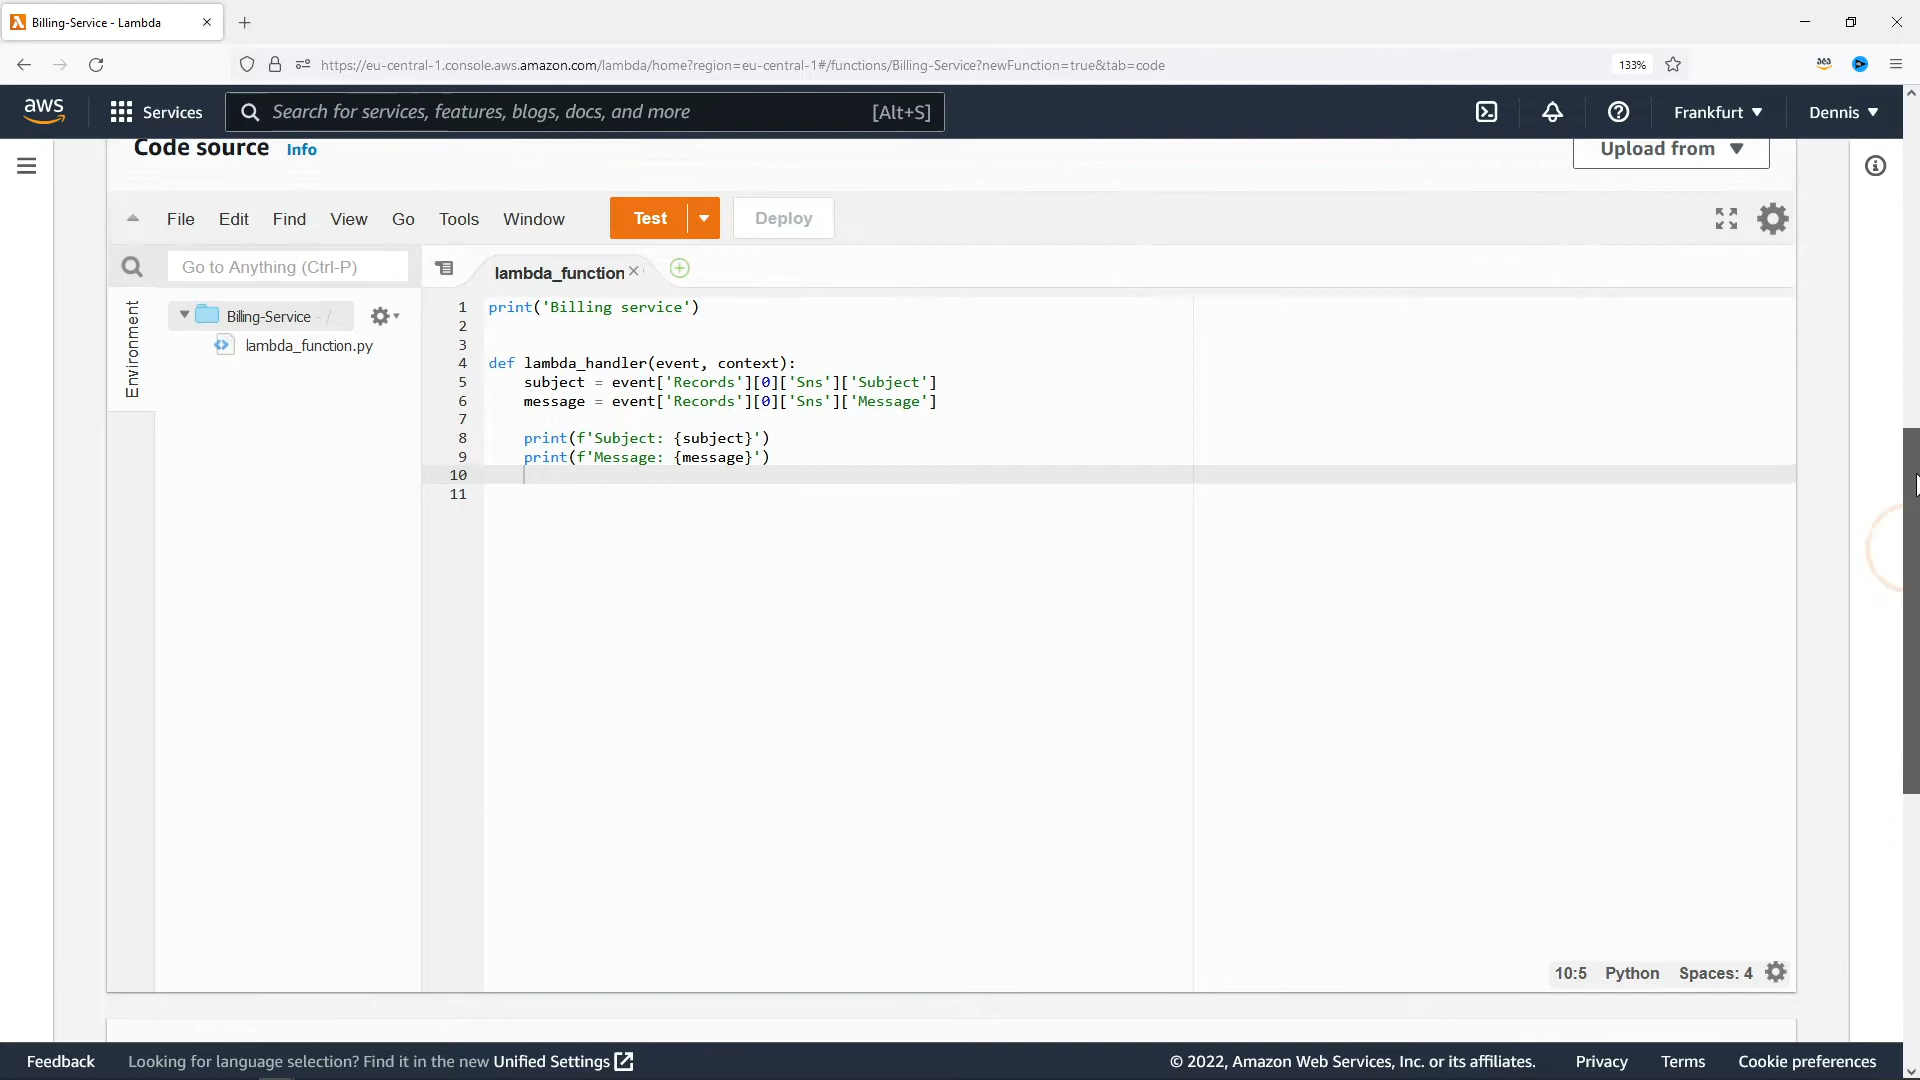 Billing-Service - Lambda
https://eu-central-1.console.aws.amazon.com/lambda/home?region=eu-central-1#/functions/Billing-Service?newFunction=true&tab=code
133%
aws
Services
Search for services, features, blogs, docs, and more
[Alt+S]
Frankfurt
Dennis
Code source Info
Upload from
File Edit Find View Go Tools Window
Test
Deploy
Go to Anything (Ctrl-P)
lambda_function
Environment
Billing-Service - /
lambda_function.py
1 print('Billing service')
2
3
4 def lambda_handler(event, context):
5     subject = event['Records'][0]['Sns']['Subject']
6     message = event['Records'][0]['Sns']['Message']
7
8     print(f'Subject: {subject}')
9     print(f'Message: {message}')
10
11
10:5 Python Spaces: 4
Feedback
Looking for language selection? Find it in the new Unified Settings
© 2022, Amazon Web Services, Inc. or its affiliates.
Privacy Terms Cookie preferences